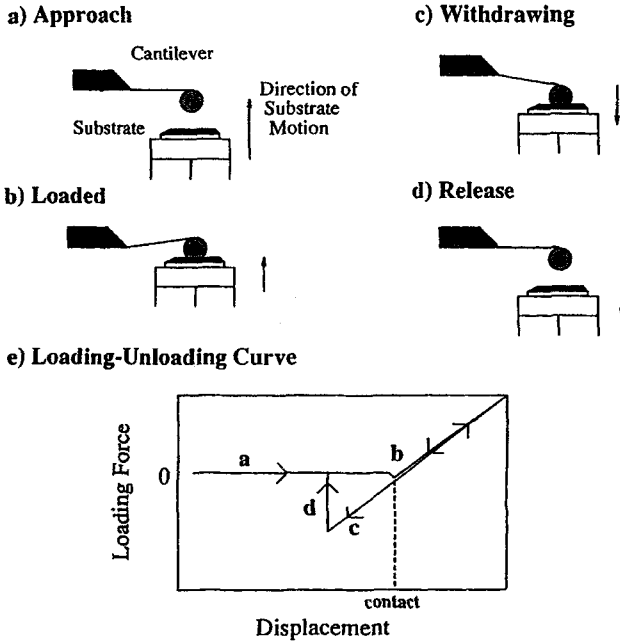 a) Approach
Cantilever
Substrate
Direction of
Substrate
Motion
b) Loaded
c) Withdrawing
d) Release
e) Loading-Unloading Curve
Loading Force
0
a
b
c
d
contact
Displacement